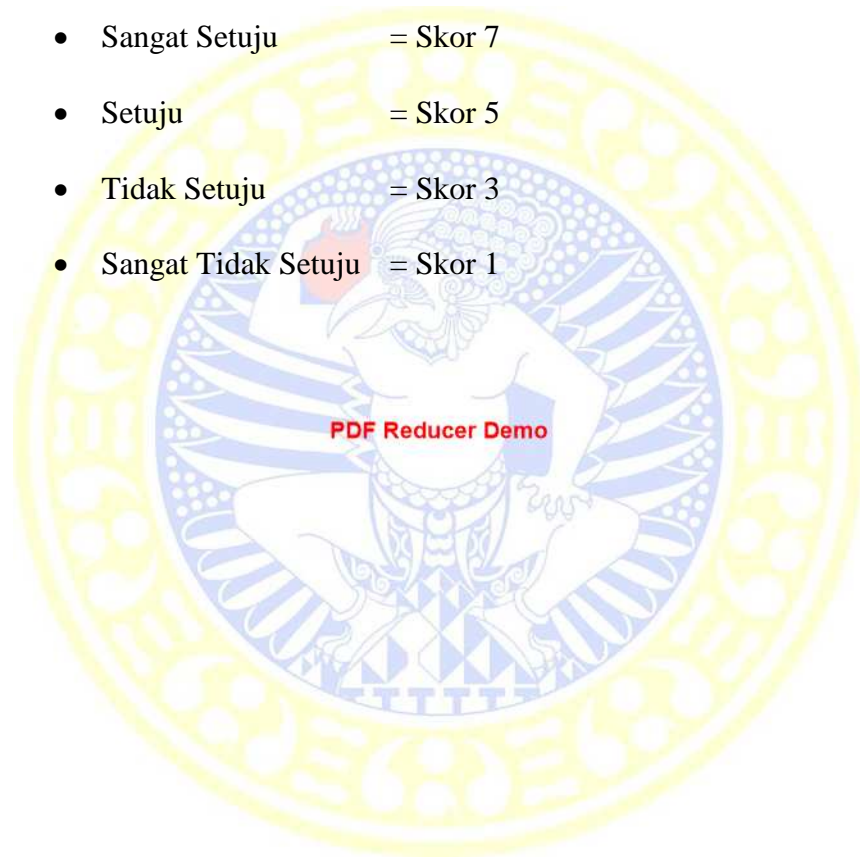 • Sangat Setuju = Skor 7
• Setuju = Skor 5
• Tidak Setuju = Skor 3
• Sangat Tidak Setuju = Skor 1
PDF Reducer Demo